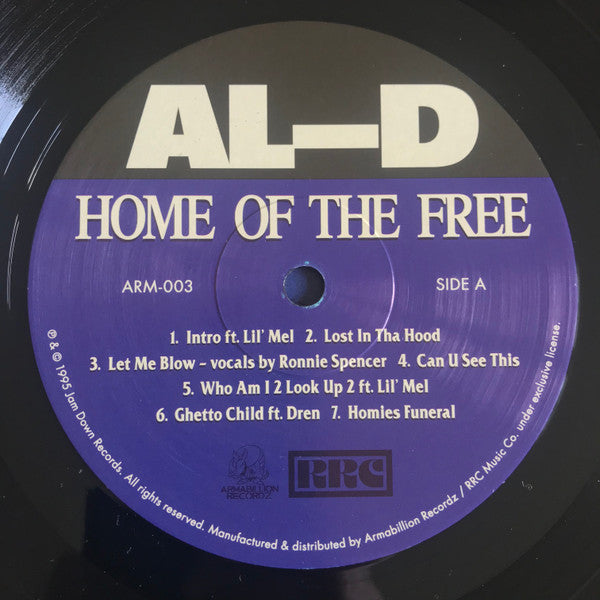 AL–D
HOME OF THE FREE
ARM-003
SIDE A
1. Intro ft. Lil' Mel 2. Lost In Tha Hood
3. Let Me Blow – vocals by Ronnie Spencer 4. Can U See This
5. Who Am I 2 Look Up 2 ft. Lil' Mel
6. Ghetto Child ft. Dren 7. Homies Funeral
ARMABILLION
RECORDZ
RRC
℗ & © 1995 Jam Down Records. All rights reserved. Manufactured & distributed by Armabillion Recordz / RRC Music Co. under exclusive license.